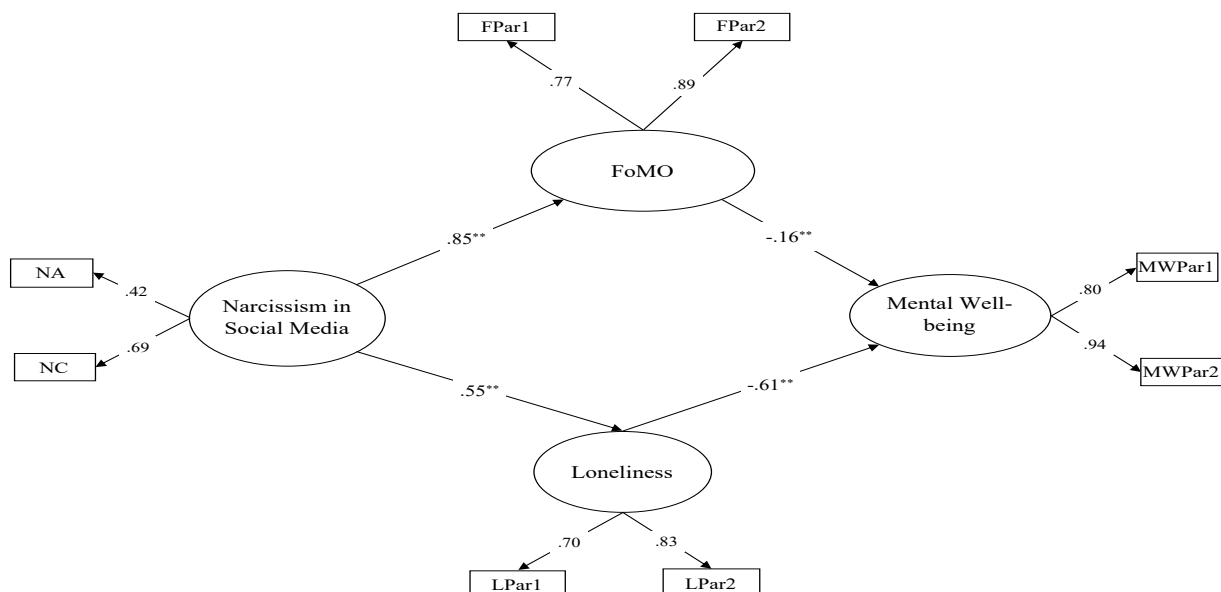 FPar1
FPar2
.77
.89
FoMO
.85**
-.16**
NA
.42
Narcissism in
Social Media
NC
.69
Mental Well-
being
.80
MWPar1
.94
MWPar2
.55**
-.61**
Loneliness
.70
.83
LPar1
LPar2